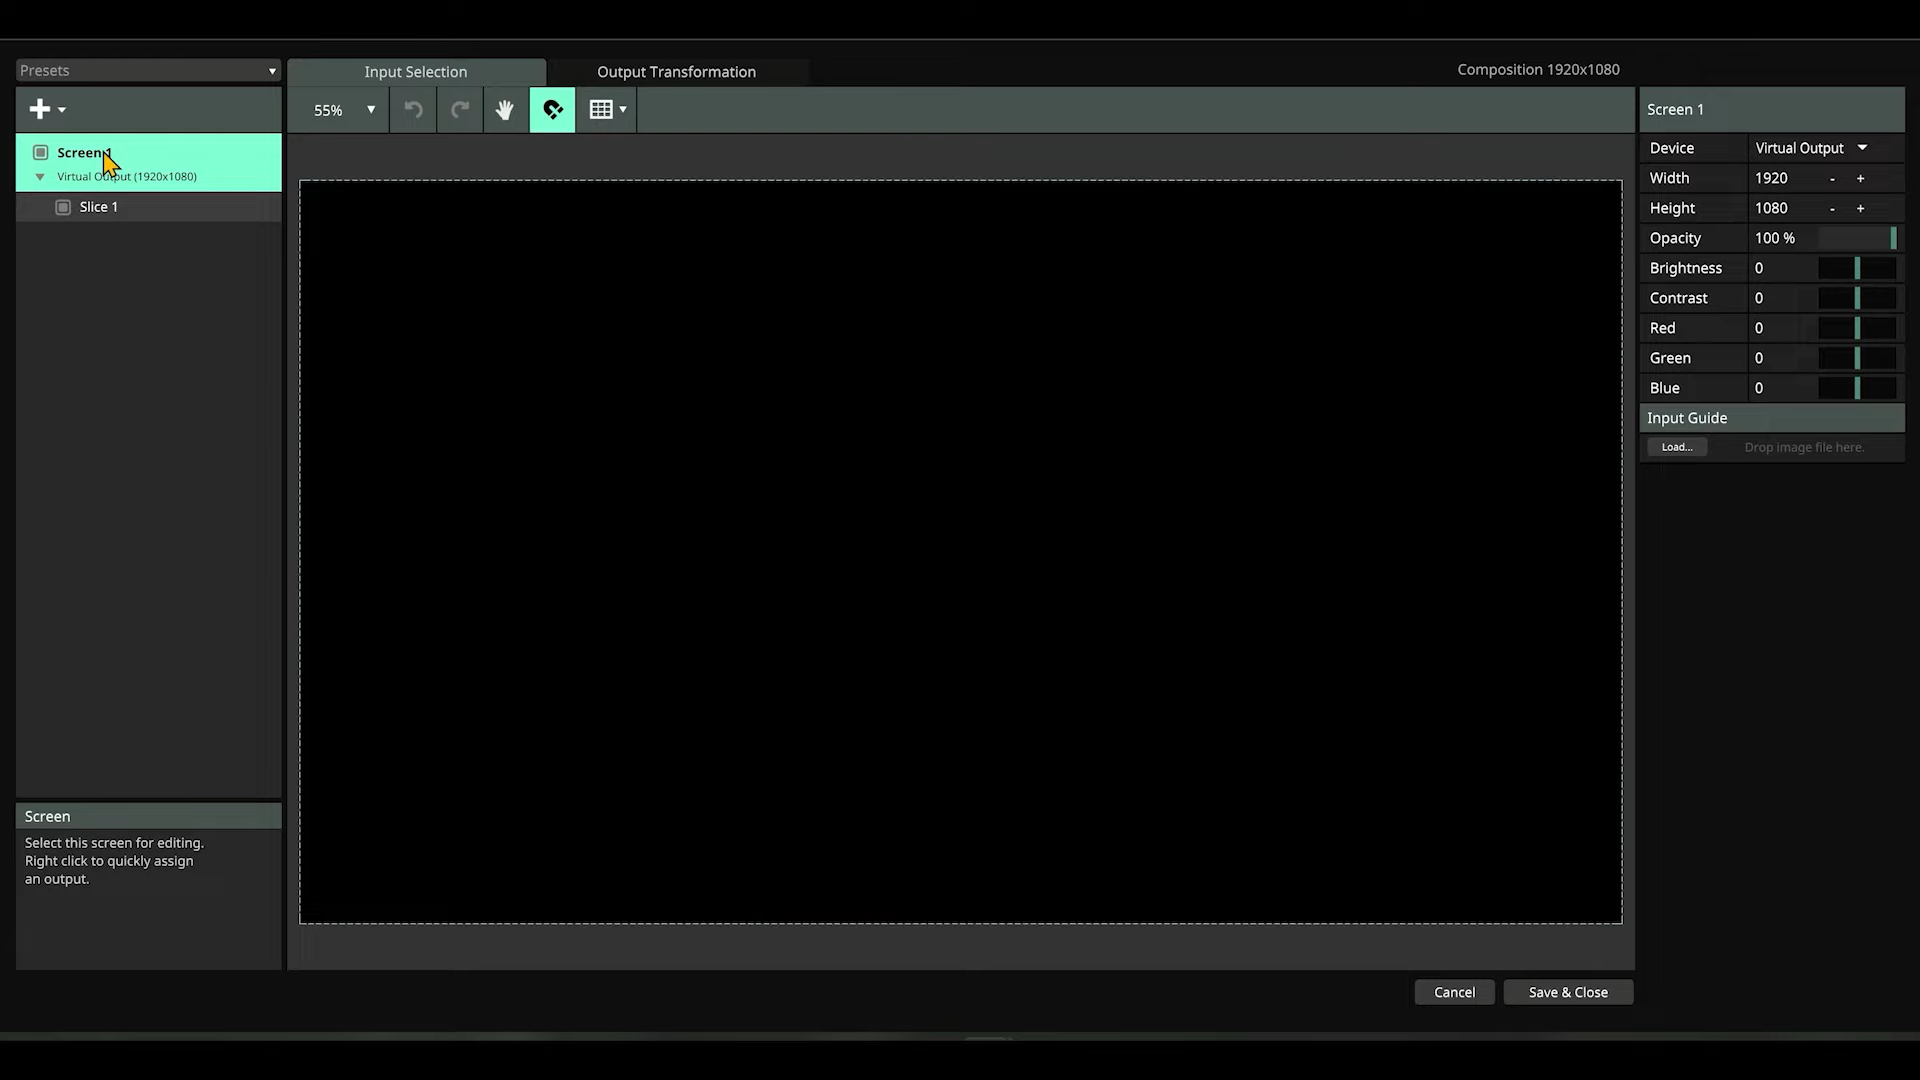 Presets
Input Selection
Output Transformation
Composition 1920x1080
55%
Screen 1
Virtual Output (1920x1080)
Slice 1
Screen 1
Device Virtual Output
Width 1920 - +
Height 1080 - +
Opacity 100 %
Brightness 0
Contrast 0
Red 0
Green 0
Blue 0
Input Guide
Load... Drop image file here.
Screen
Select this screen for editing.
Right click to quickly assign
an output.
Cancel
Save & Close